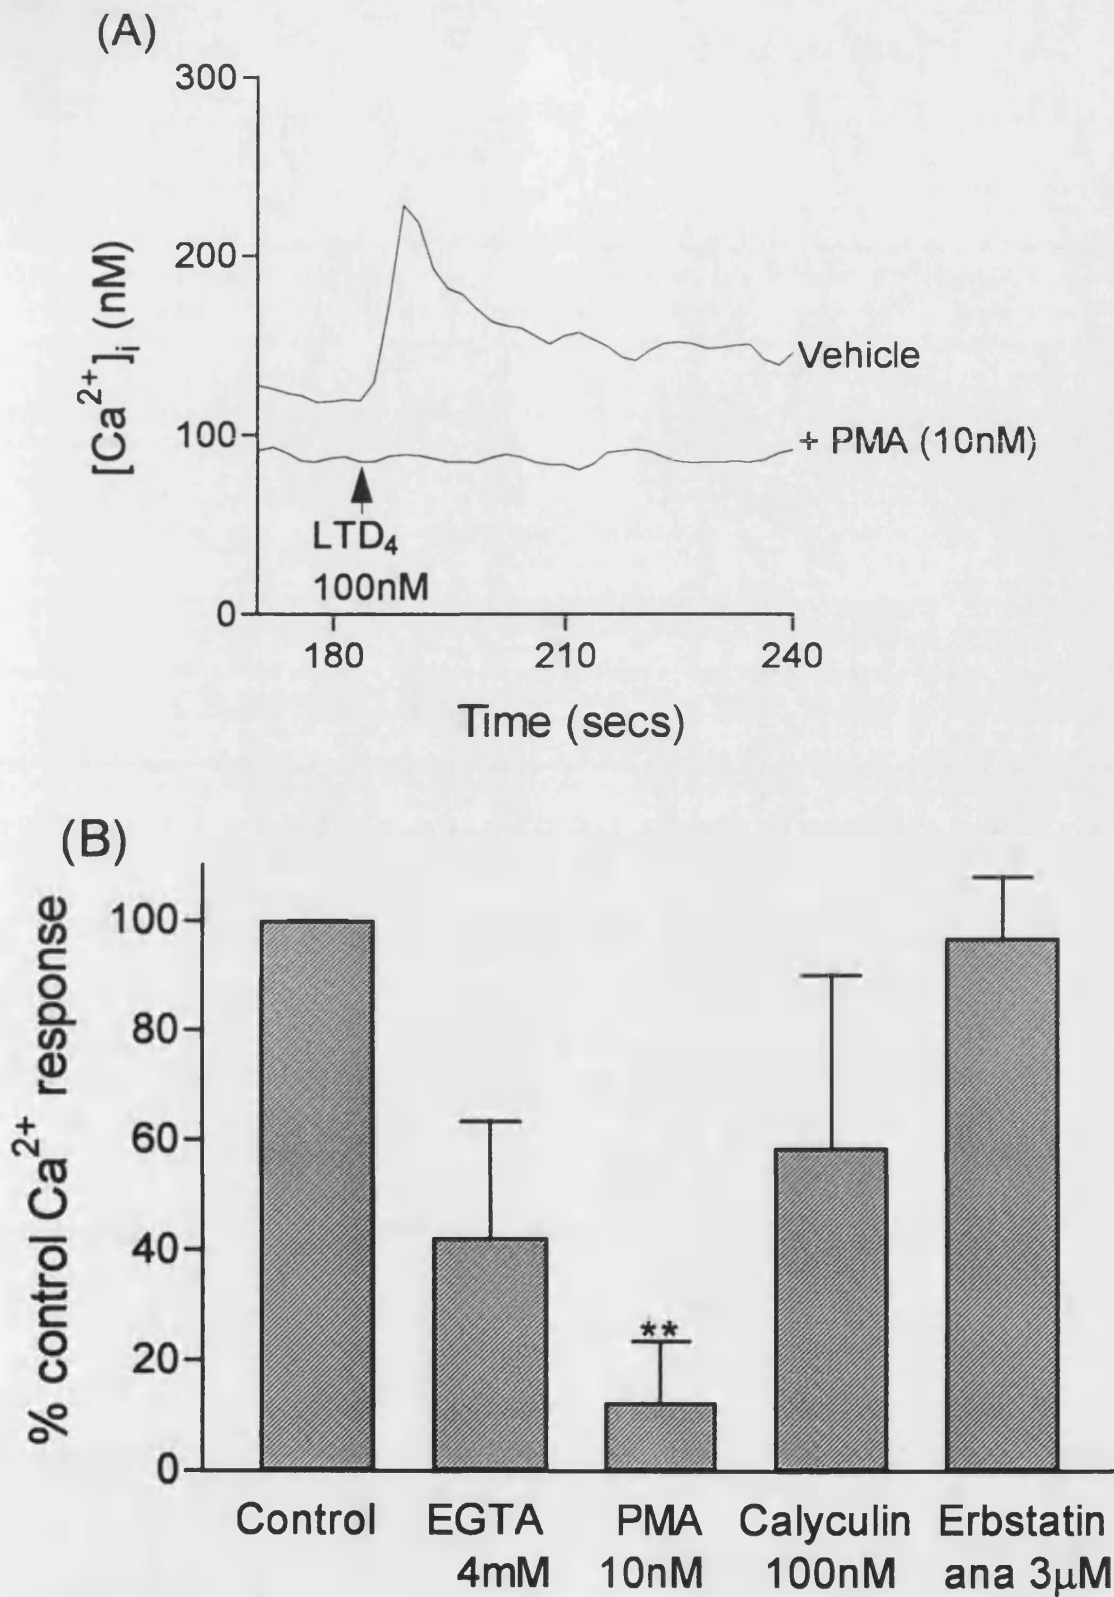 (A)
300
200
100
0
[Ca²⁺]ᵢ (nM)
Vehicle
+ PMA (10nM)
LTD₄
100nM
180 210 240
Time (secs)
(B)
100
80
60
40
20
0
% control Ca²⁺ response
**
Control EGTA PMA Calyculin Erbstatin
4mM 10nM 100nM ana 3μM